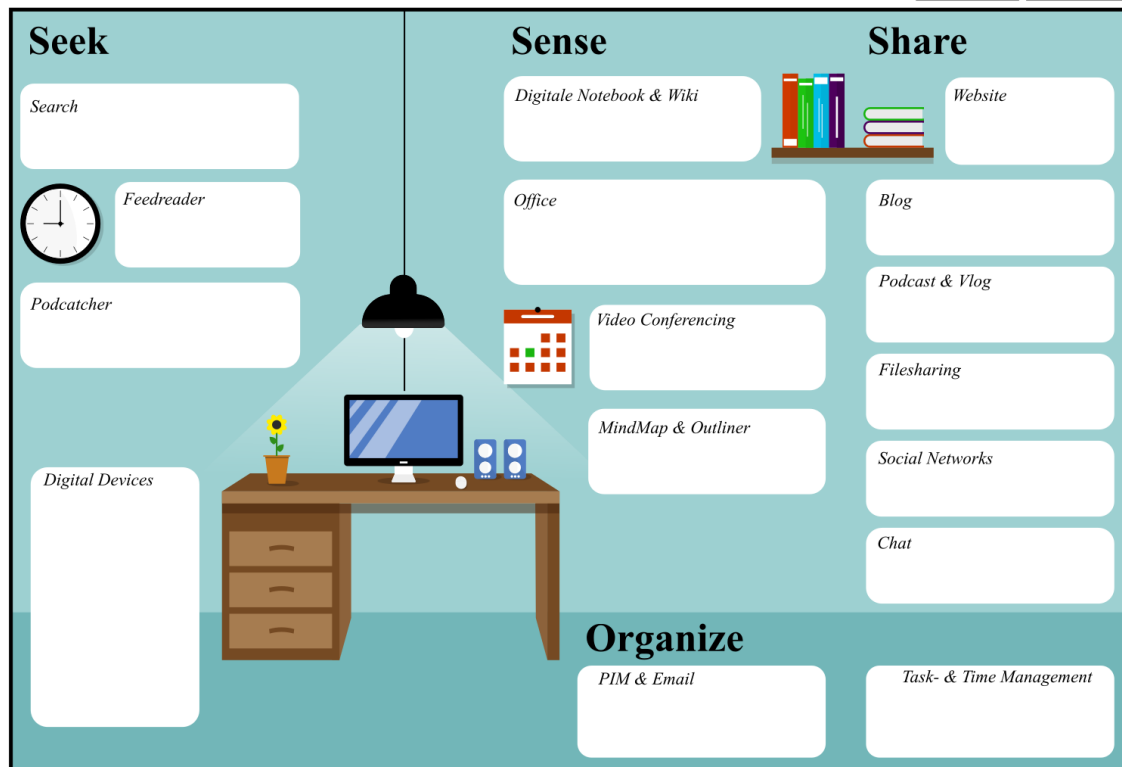 Seek
Search
Feedreader
Podcatcher
Digital Devices
Sense
Digitale Notebook & Wiki
Office
Video Conferencing
MindMap & Outliner
Share
Website
Blog
Podcast & Vlog
Filesharing
Social Networks
Chat
Organize
PIM & Email
Task- & Time Management